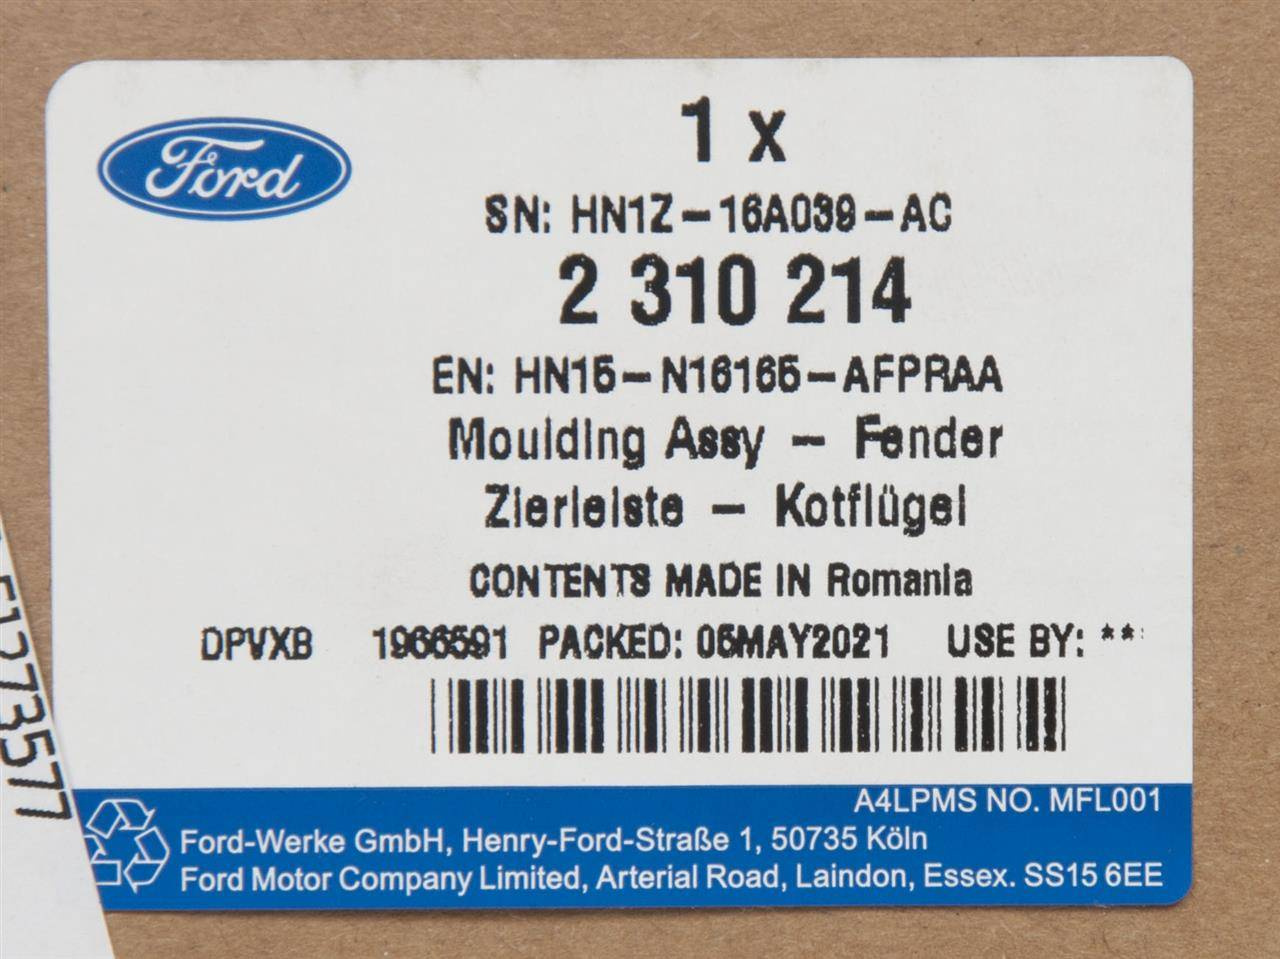 Ford
1 x
SN: HN1Z-16A039-AC
2 310 214
EN: HN15-N16165-AFPRAA
Moulding Assy - Fender
Zierleiste - Kotflügel
CONTENTS MADE IN Romania
DPVXB 1966591 PACKED: 05MAY2021 USE BY: **
A4LPMS NO. MFL001
Ford-Werke GmbH, Henry-Ford-Straße 1, 50735 Köln
Ford Motor Company Limited, Arterial Road, Laindon, Essex. SS15 6EE